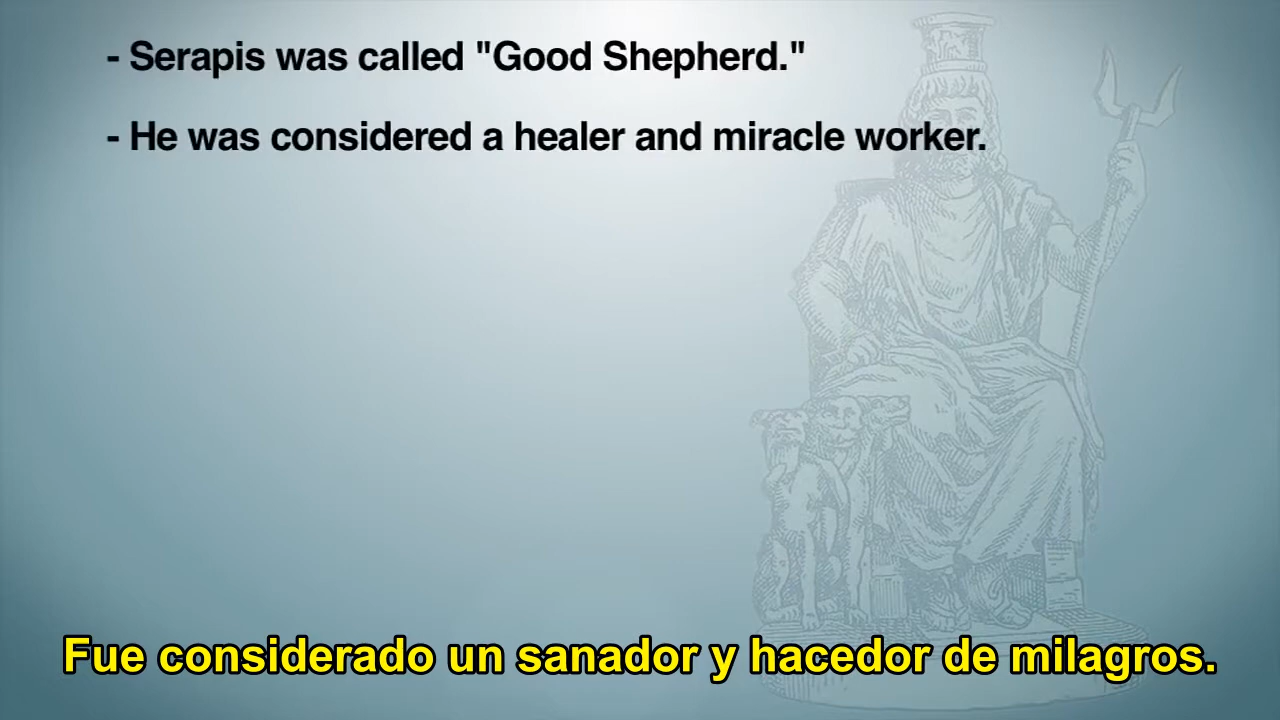 - Serapis was called "Good Shepherd."
- He was considered a healer and miracle worker.
Fue considerado un sanador y hacedor de milagros.